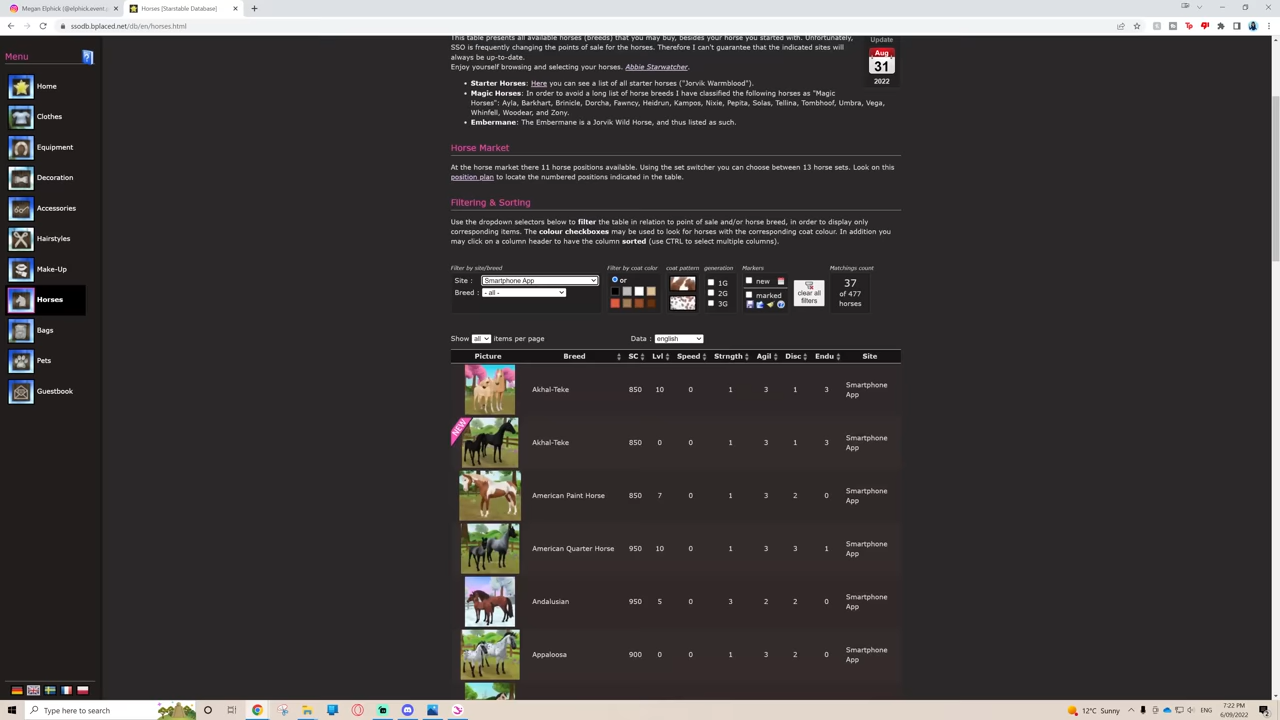 Megan Elphick (@elphick.event
Horses [Starstable Database]
ssodb.bplaced.net/db/en/horses.html
Menu
Home
Clothes
Equipment
Decoration
Accessories
Hairstyles
Make-Up
Horses
Bags
Pets
Guestbook
This table presents all available horses (breeds) that you may buy, besides your horse you started with. Unfortunately,
SSO is frequently changing the points of sale for the horses. Therefore I can't guarantee that the indicated sites will
always be up-to-date.
Enjoy yourself browsing and selecting your horses. Abbie Starwatcher.
Update
Aug
31
2022
• Starter Horses: Here you can see a list of all starter horses ("Jorvik Warmblood").
• Magic Horses: In order to avoid a long list of horse breeds I have classified the following horses as "Magic
Horses": Ayla, Barkhart, Brinicle, Dorcha, Fawncy, Heidrun, Kampos, Nixie, Pepita, Solas, Tellina, Tombhoof, Umbra, Vega,
Whinfell, Woodear, and Zony.
• Embermane: The Embermane is a Jorvik Wild Horse, and thus listed as such.
Horse Market
At the horse market there 11 horse positions available. Using the set switcher you can choose between 13 horse sets. Look on this
position plan to locate the numbered positions indicated in the table.
Filtering & Sorting
Use the dropdown selectors below to filter the table in relation to point of sale and/or horse breed, in order to display only
corresponding items. The colour checkboxes may be used to look for horses with the corresponding coat colour. In addition you
may click on a column header to have the column sorted (use CTRL to select multiple columns).
Filter by site/breed Filter by coat color coat pattern generation Markers Matchings count
Site : Smartphone App
Breed : - all -
or
1G
2G
3G
new
marked
clear all
filters
37
of 477
horses
Show all items per page Data : english
Picture Breed SC Lvl Speed Strngth Agil Disc Endu Site
Akhal-Teke 850 10 0 1 3 1 3 Smartphone
App
NEW
Akhal-Teke 850 0 0 1 3 1 3 Smartphone
App
American Paint Horse 850 7 0 1 3 2 0 Smartphone
App
American Quarter Horse 950 10 0 1 3 3 1 Smartphone
App
Andalusian 950 5 0 3 2 2 0 Smartphone
App
Appaloosa 900 0 0 1 3 2 0 Smartphone
App
Type here to search
12°C Sunny
ENG
7:22 PM
6/09/2022